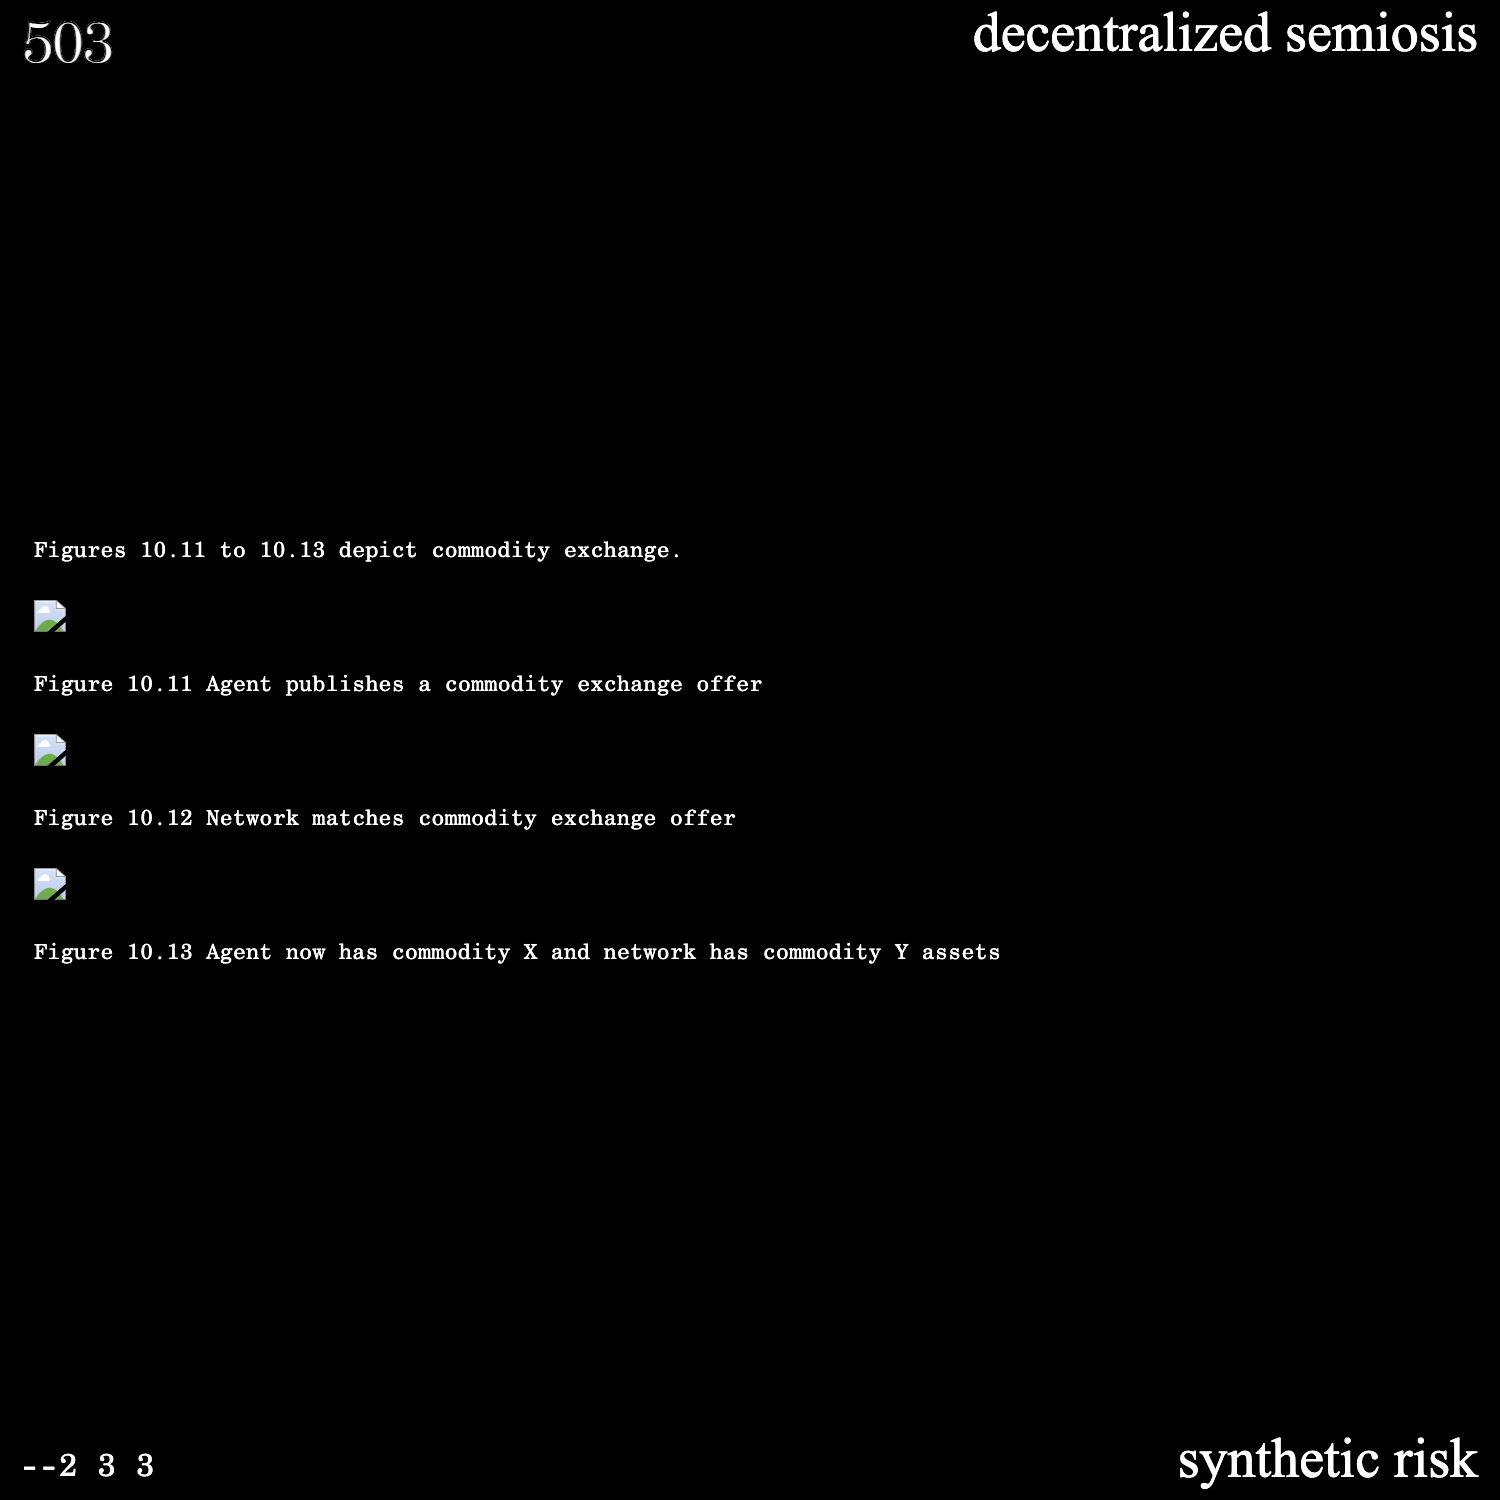 503
decentralized semiosis
Figures 10.11 to 10.13 depict commodity exchange.
Figure 10.11 Agent publishes a commodity exchange offer
Figure 10.12 Network matches commodity exchange offer
Figure 10.13 Agent now has commodity X and network has commodity Y assets
--2 3 3
synthetic risk